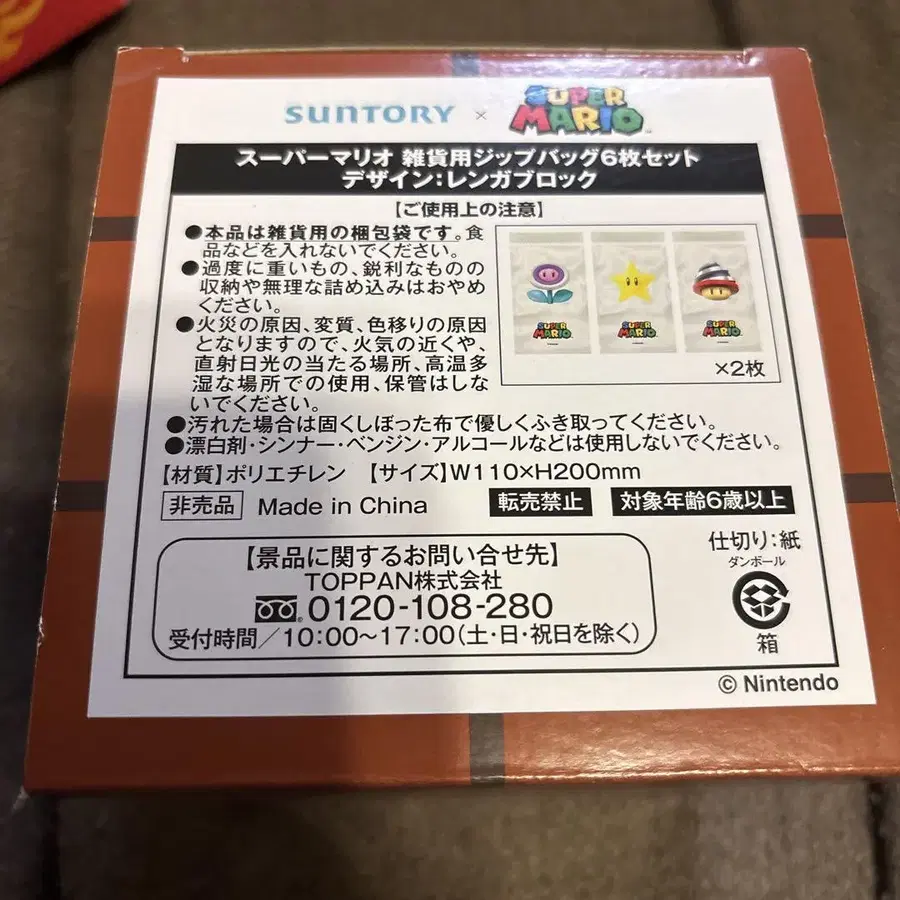 SUNTORY × SUPER MARIO™
スーパーマリオ 雑貨用ジップバッグ6枚セット
デザイン：レンガブロック
【ご使用上の注意】
●本品は雑貨用の梱包袋です。食
品などを入れないでください。
●過度に重いもの、鋭利なものの
収納や無理な詰め込みはおやめ
ください。
●火災の原因、変質、色移りの原因
となりますので、火気の近くや、
直射日光の当たる場所、高温多
湿な場所での使用、保管はしな
いでください。
SUPER MARIO SUPER MARIO SUPER MARIO
×2枚
●汚れた場合は固くしぼった布で優しくふき取ってください。
●漂白剤・シンナー・ベンジン・アルコールなどは使用しないでください。
【材質】ポリエチレン 【サイズ】W110×H200mm
非売品 Made in China 転売禁止 対象年齢6歳以上
【景品に関するお問い合せ先】
TOPPAN株式会社
0120-108-280
受付時間／10:00〜17:00（土・日・祝日を除く）
仕切り：紙
ダンボール
箱
© Nintendo